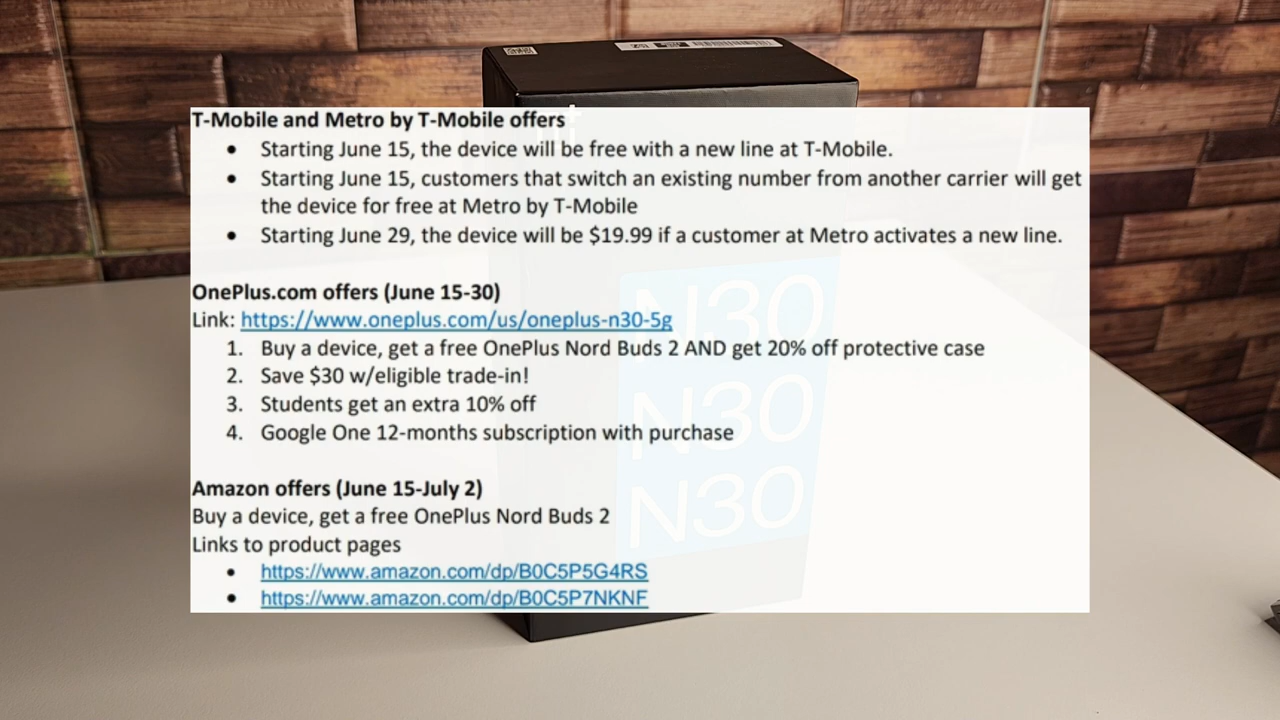 T-Mobile and Metro by T-Mobile offers
• Starting June 15, the device will be free with a new line at T-Mobile.
• Starting June 15, customers that switch an existing number from another carrier will get
the device for free at Metro by T-Mobile
• Starting June 29, the device will be $19.99 if a customer at Metro activates a new line.
OnePlus.com offers (June 15-30)
Link: https://www.oneplus.com/us/oneplus-n30-5g
1. Buy a device, get a free OnePlus Nord Buds 2 AND get 20% off protective case
2. Save $30 w/eligible trade-in!
3. Students get an extra 10% off
4. Google One 12-months subscription with purchase
Amazon offers (June 15-July 2)
Buy a device, get a free OnePlus Nord Buds 2
Links to product pages
• https://www.amazon.com/dp/B0C5P5G4RS
• https://www.amazon.com/dp/B0C5P7NKNF
N30
N30
N30